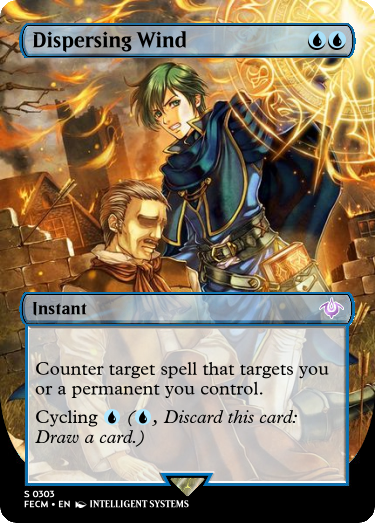 Dispersing Wind
Instant
Counter target spell that targets you
or a permanent you control.
Cycling (, Discard this card:
Draw a card.)
S 0303
FECM • EN INTELLIGENT SYSTEMS